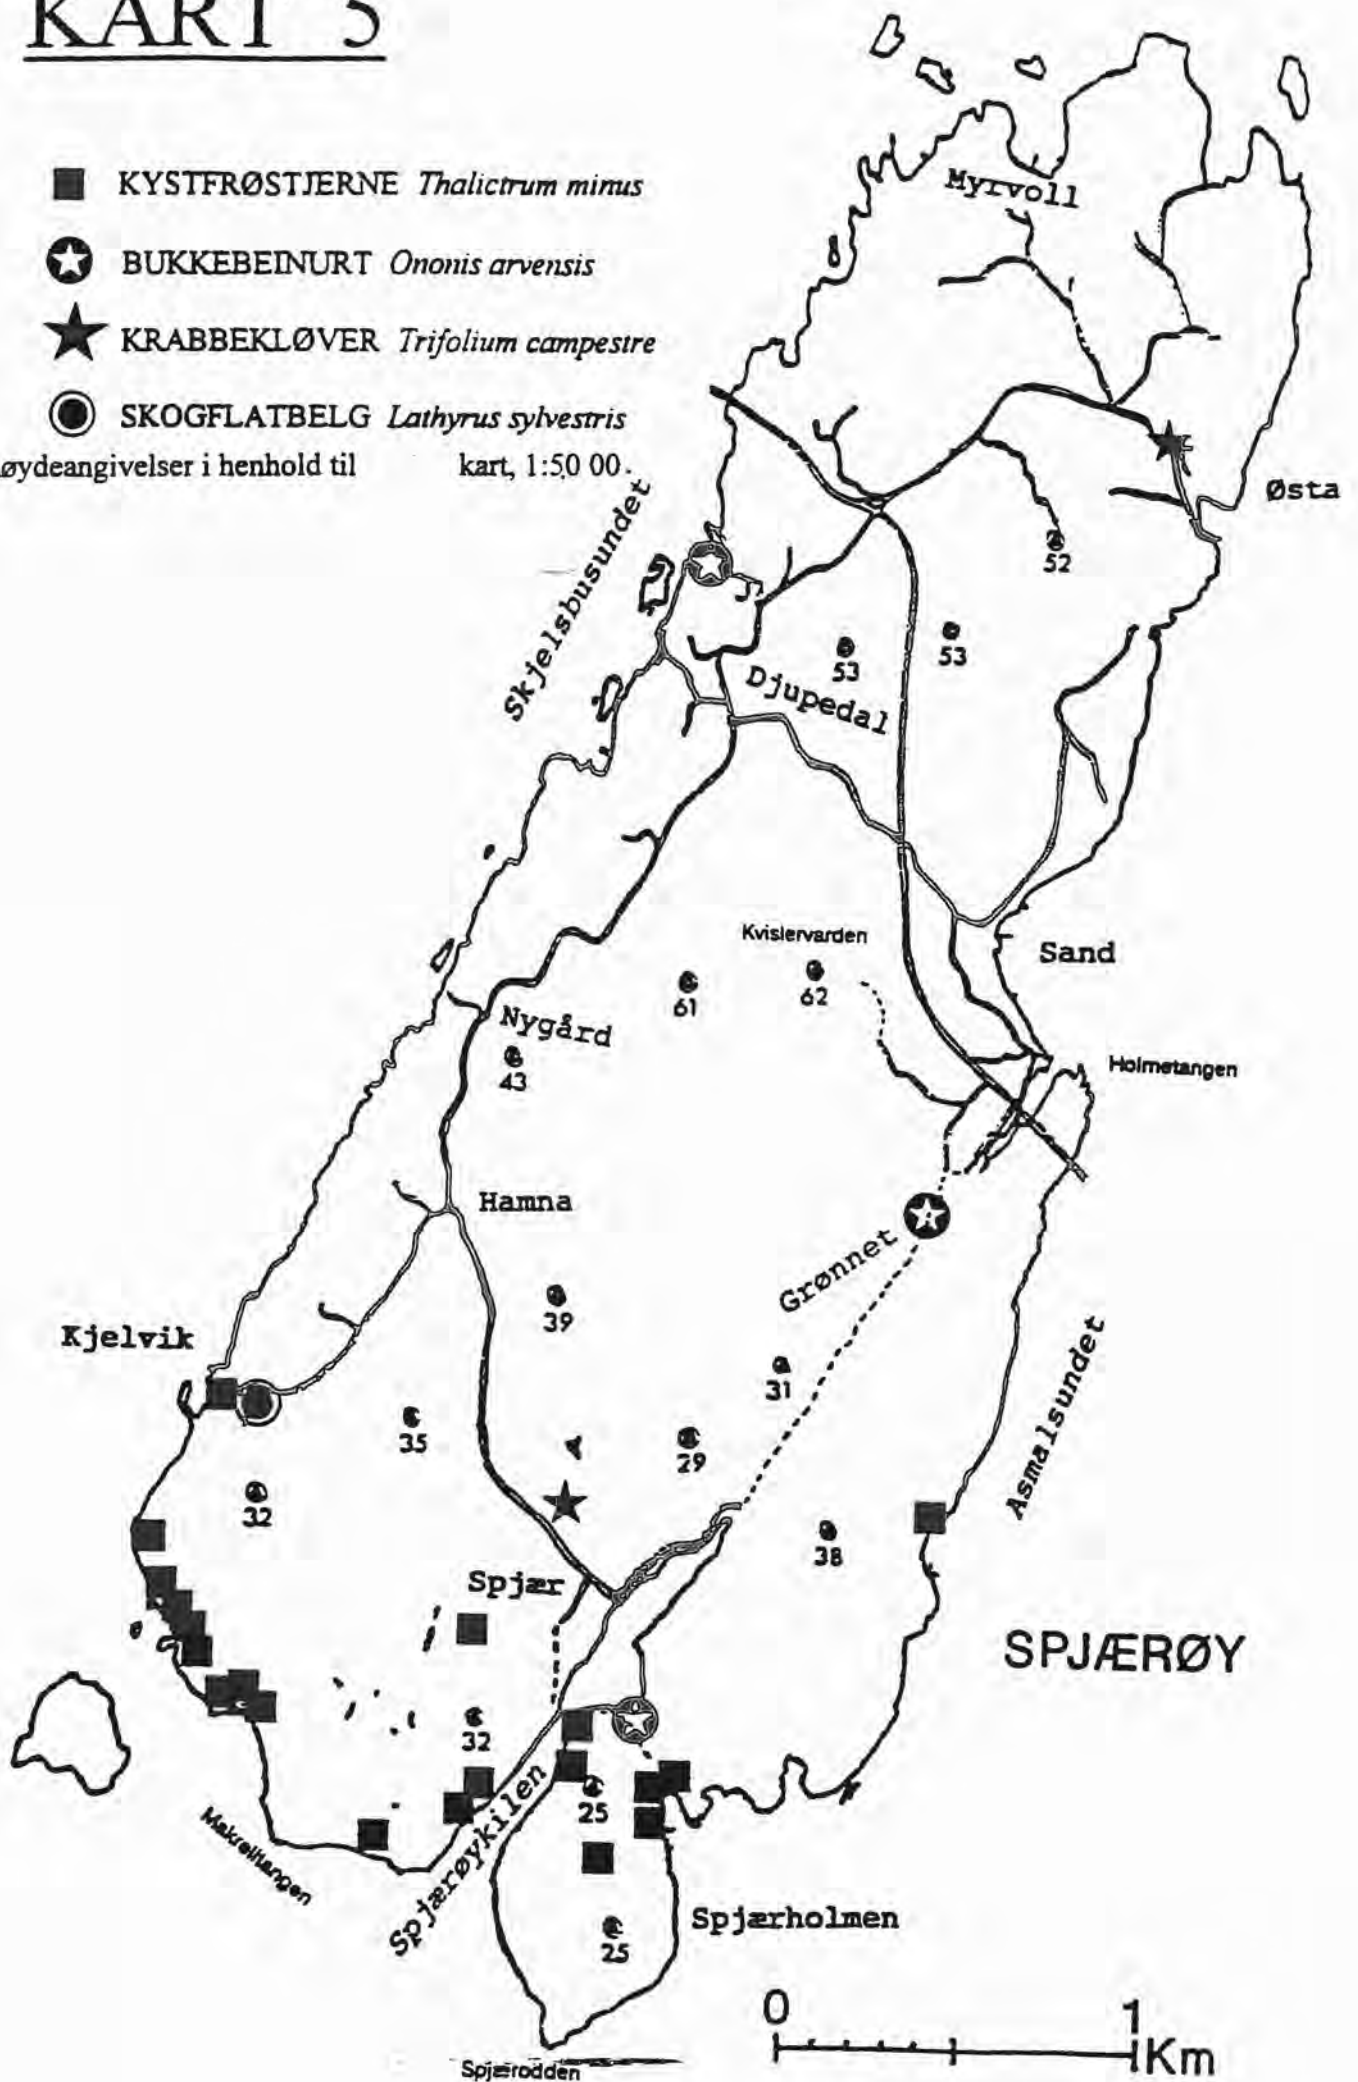 KART 5
KYSTFRØSTJERNE Thalictrum minus
BUKKEBEINURT Ononis arvensis
KRABBEKLØVER Trifolium campestre
SKOGFLATBELG Lathyrus sylvestris
øydeangivelser i henhold til kart, 1:50 00.
Myrvoll
Østa
Skjelsbusundet
52
53
53
Djupedal
Kvislervarden
Sand
61
62
Nygård
43
Holmetangen
Hamna
Grønnet
39
Kjelvik
31
Asmalsundet
35
29
32
38
Spjær
SPJÆRØY
32
25
Spjærøykilen
Spjærholmen
25
0 1
Km
Spjærodden